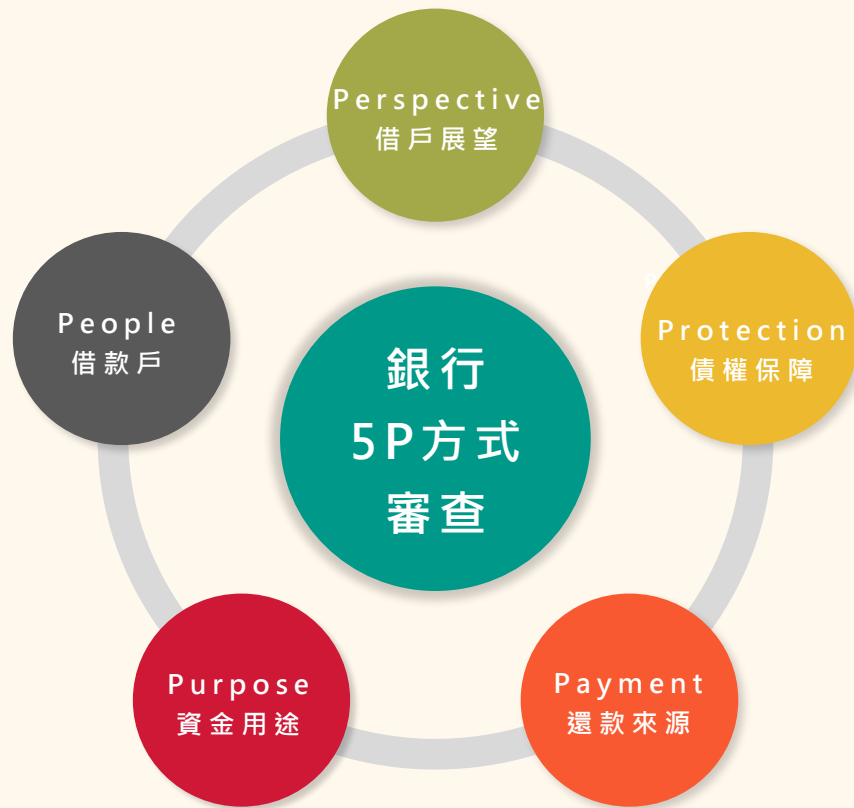 Perspective
借戶展望
People
借款戶
Protection
債權保障
銀行
5P方式
審查
Purpose
資金用途
Payment
還款來源